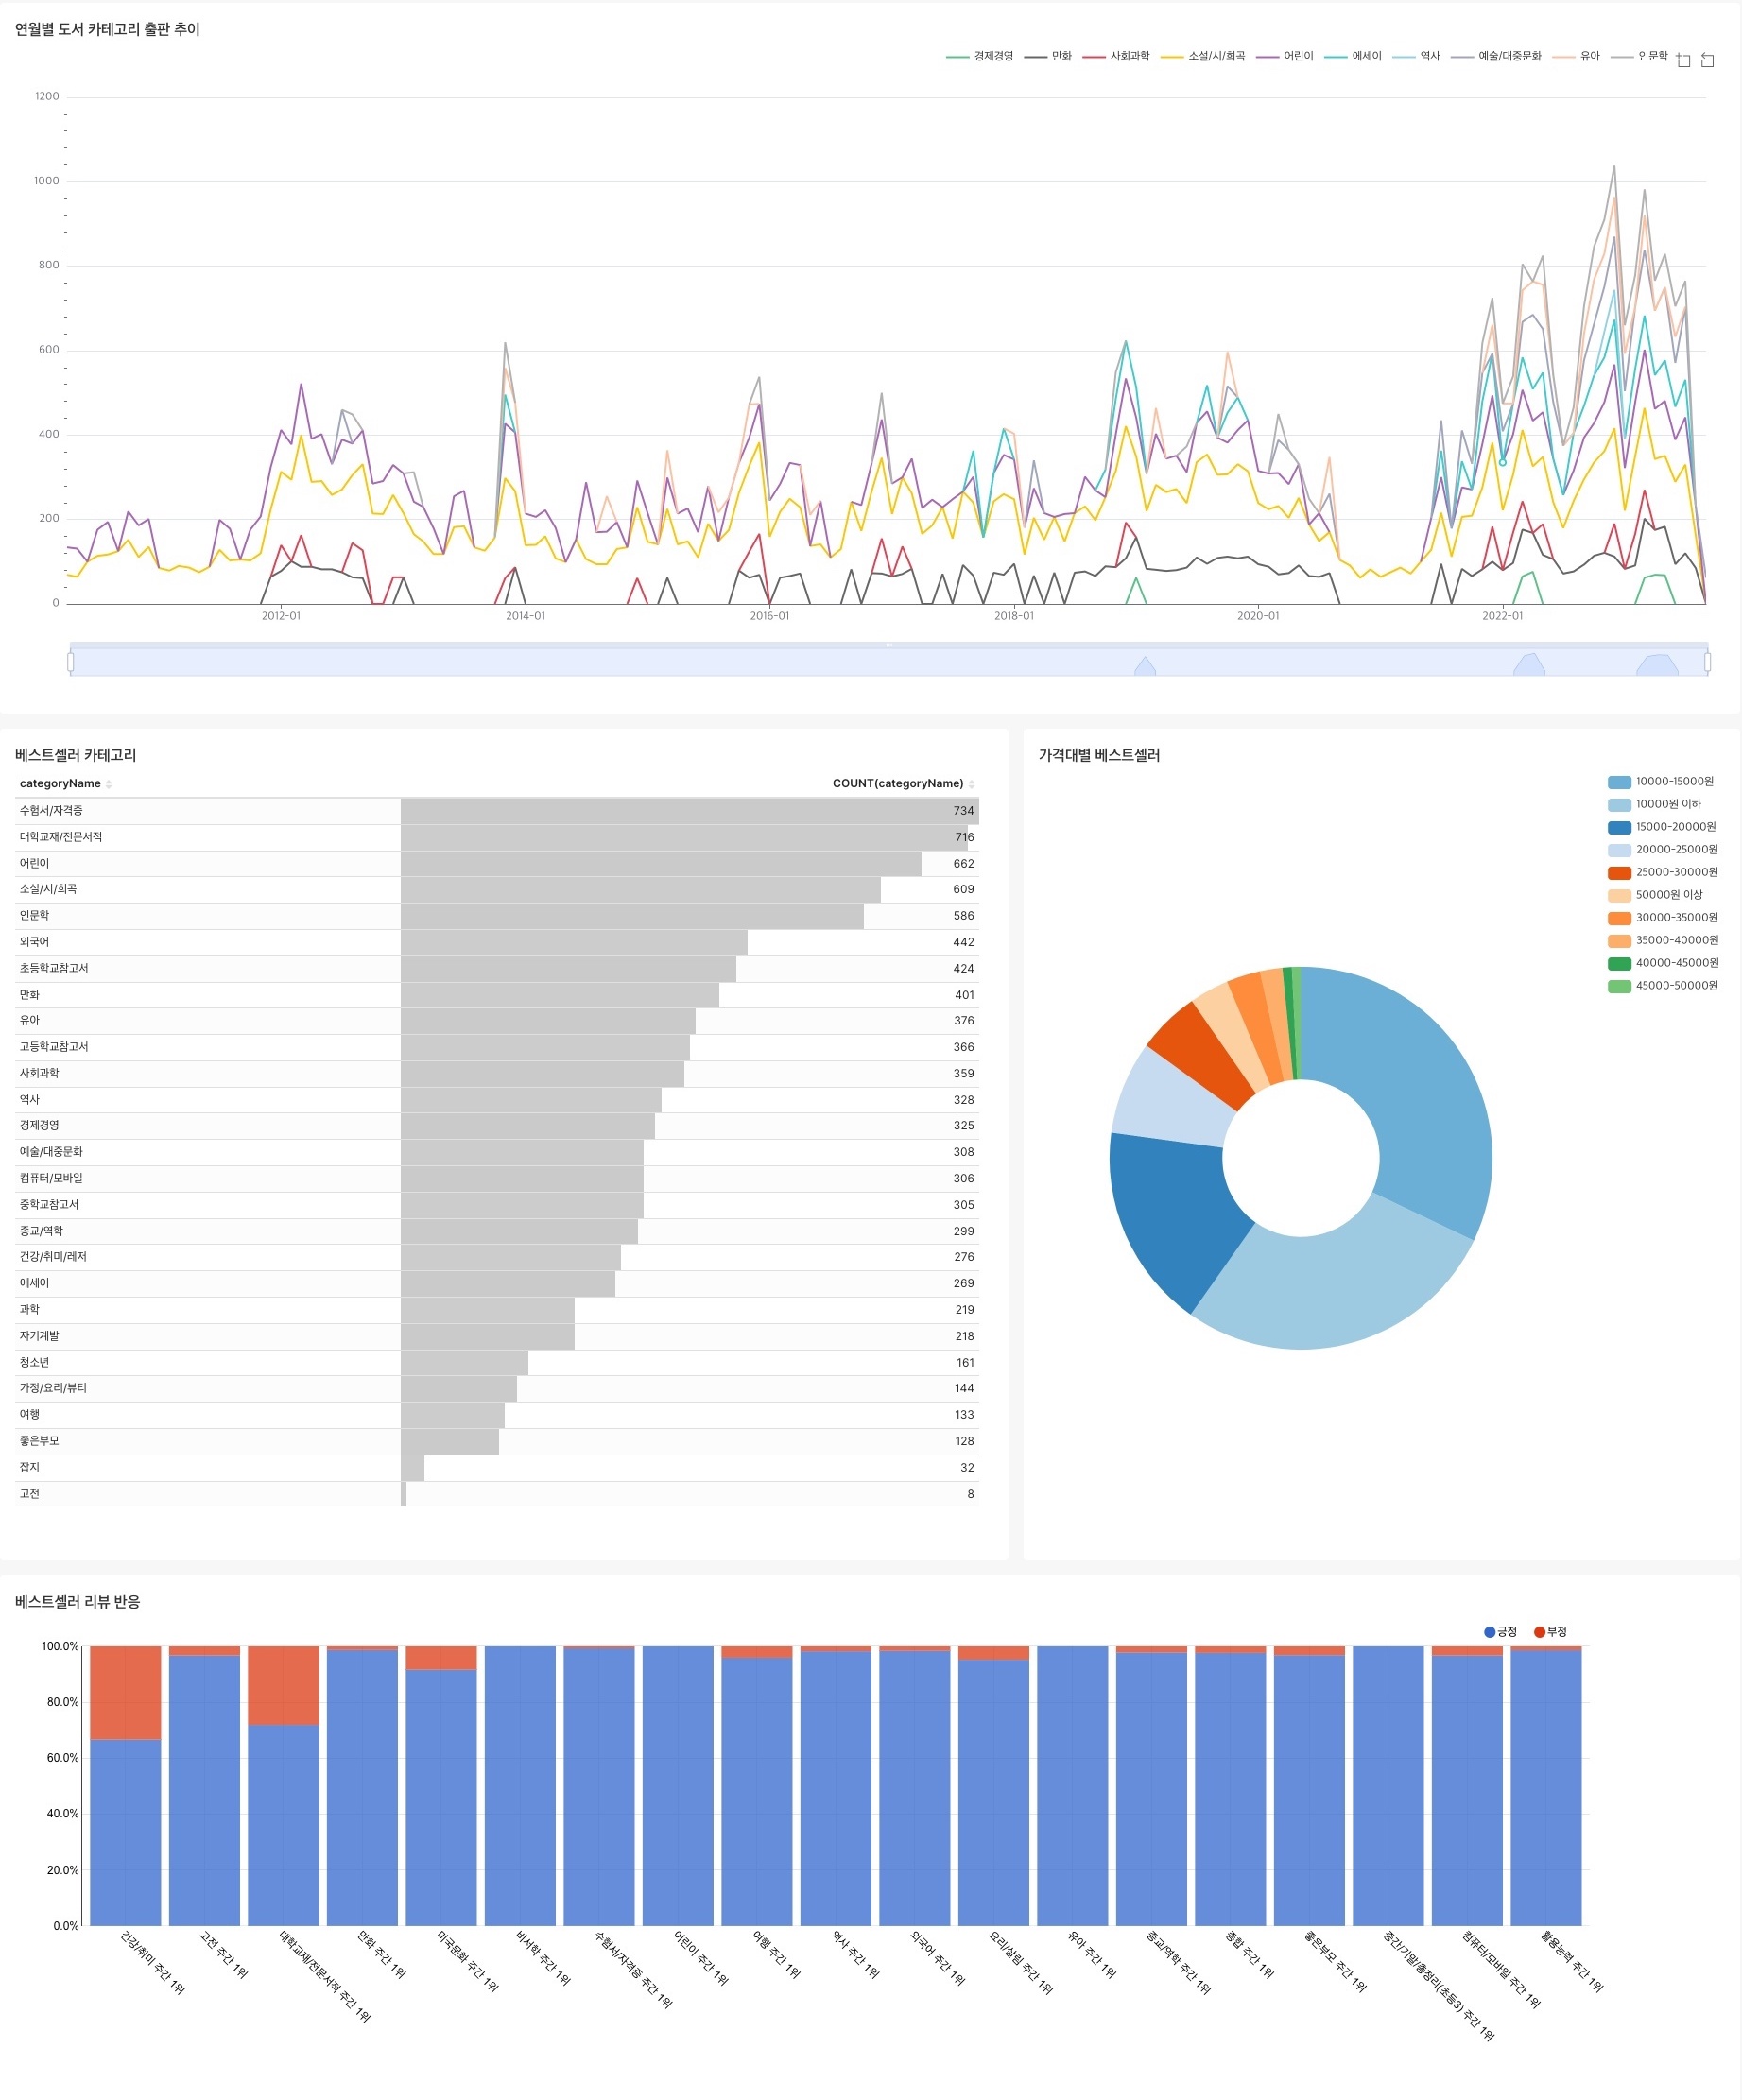 연월별 도서 카테고리 출판 추이
경제경영 만화 사회과학 소설/시/희곡 어린이 에세이 역사 예술/대중문화 유아 인문학
1200
1000
800
600
400
200
0
2012-01 2014-01 2016-01 2018-01 2020-01 2022-01
베스트셀러 카테고리
categoryName COUNT(categoryName)
수험서/자격증 734
대학교재/전문서적 716
어린이 662
소설/시/희곡 609
인문학 586
외국어 442
초등학교참고서 424
만화 401
유아 376
고등학교참고서 366
사회과학 359
역사 328
경제경영 325
예술/대중문화 308
컴퓨터/모바일 306
중학교참고서 305
종교/역학 299
건강/취미/레저 276
에세이 269
과학 219
자기계발 218
청소년 161
가정/요리/뷰티 144
여행 133
좋은부모 128
잡지 32
고전 8
가격대별 베스트셀러
10000-15000원
10000원 이하
15000-20000원
20000-25000원
25000-30000원
50000원 이상
30000-35000원
35000-40000원
40000-45000원
45000-50000원
베스트셀러 리뷰 반응
긍정 부정
100.0%
80.0%
60.0%
40.0%
20.0%
0.0%
건강/취미 주간 1위
고전 주간 1위
대학교재/전문서적 주간 1위
만화 주간 1위
미국문화 주간 1위
비서학 주간 1위
수험서/자격증 주간 1위
어린이 주간 1위
여행 주간 1위
역사 주간 1위
외국어 주간 1위
요리/살림 주간 1위
유아 주간 1위
종교/역학 주간 1위
종합 주간 1위
좋은부모 주간 1위
중간/기말/총정리(초등3) 주간 1위
컴퓨터/모바일 주간 1위
활용능력 주간 1위